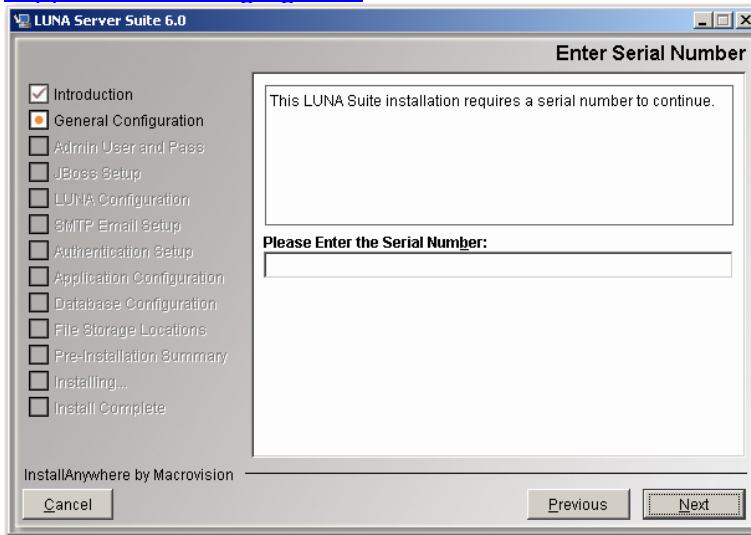 LUNA Server Suite 6.0
Enter Serial Number
Introduction
General Configuration
Admin User and Pass
JBoss Setup
LUNA Configuration
SMTP Email Setup
Authentication Setup
Application Configuration
Database Configuration
File Storage Locations
Pre-Installation Summary
Installing...
Install Complete
This LUNA Suite installation requires a serial number to continue.
Please Enter the Serial Number:
InstallAnywhere by Macrovision
Cancel
Previous
Next